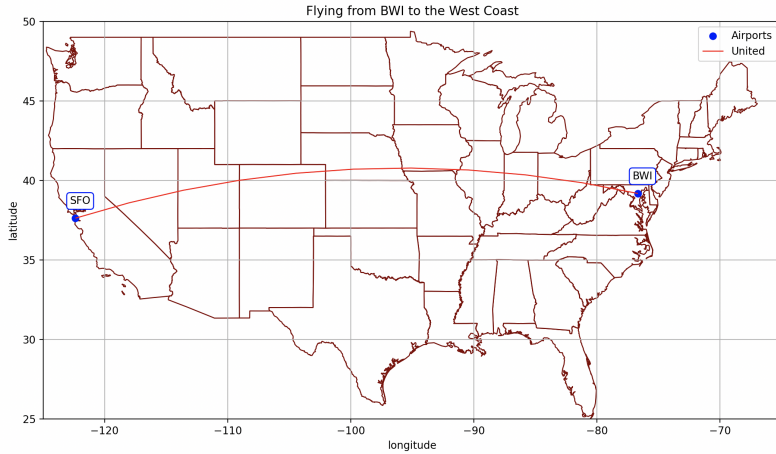 Flying from BWI to the West Coast
Airports
United
SFO
BWI
latitude
50
45
40
35
30
25
−120
−110
−100
−90
−80
−70
longitude